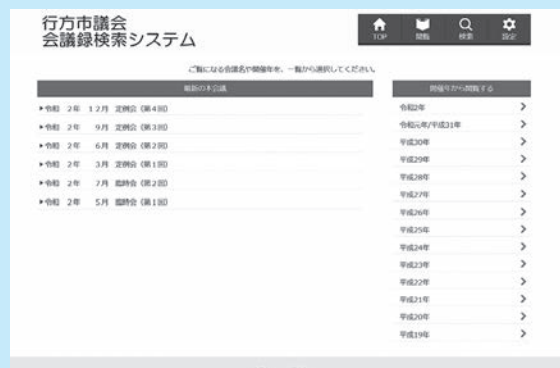 行方市議会
会議録検索システム
TOP 閲覧 検索 設定
ご覧になる会議名や開催年を、一覧から選択してください。
最新の本会議
令和 2年 12月 定例会（第4回）
令和 2年 9月 定例会（第3回）
令和 2年 6月 定例会（第2回）
令和 2年 3月 定例会（第1回）
令和 2年 7月 臨時会（第2回）
令和 2年 5月 臨時会（第1回）
開催年から閲覧する
令和2年
令和元年/平成31年
平成30年
平成29年
平成28年
平成27年
平成26年
平成25年
平成24年
平成23年
平成22年
平成21年
平成20年
平成19年